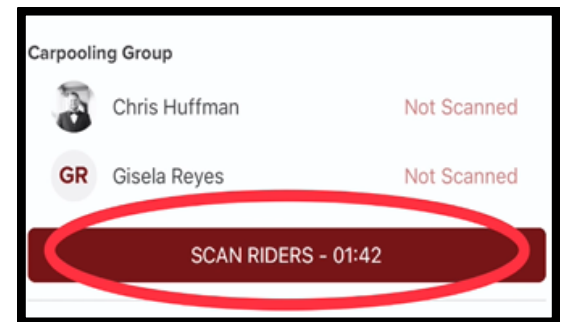 Carpooling Group
Chris Huffman Not Scanned
GR Gisela Reyes Not Scanned
SCAN RIDERS - 01:42